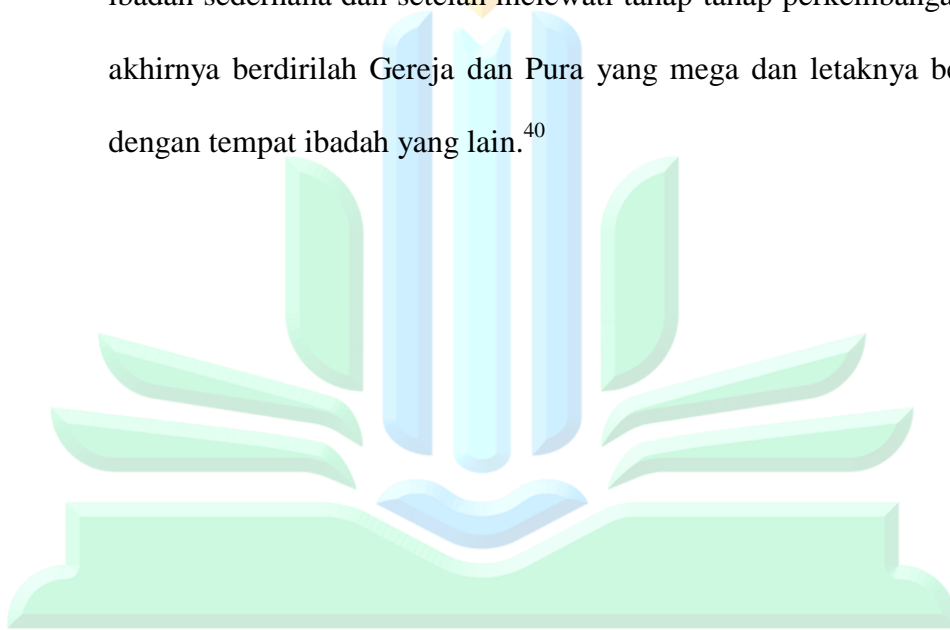 ibadah sederhana dan setelah melewati tahap tahap
akhirnya berdirilah Gereja dan Pura yang mega dan letaknya
dengan tempat ibadah yang lain.40